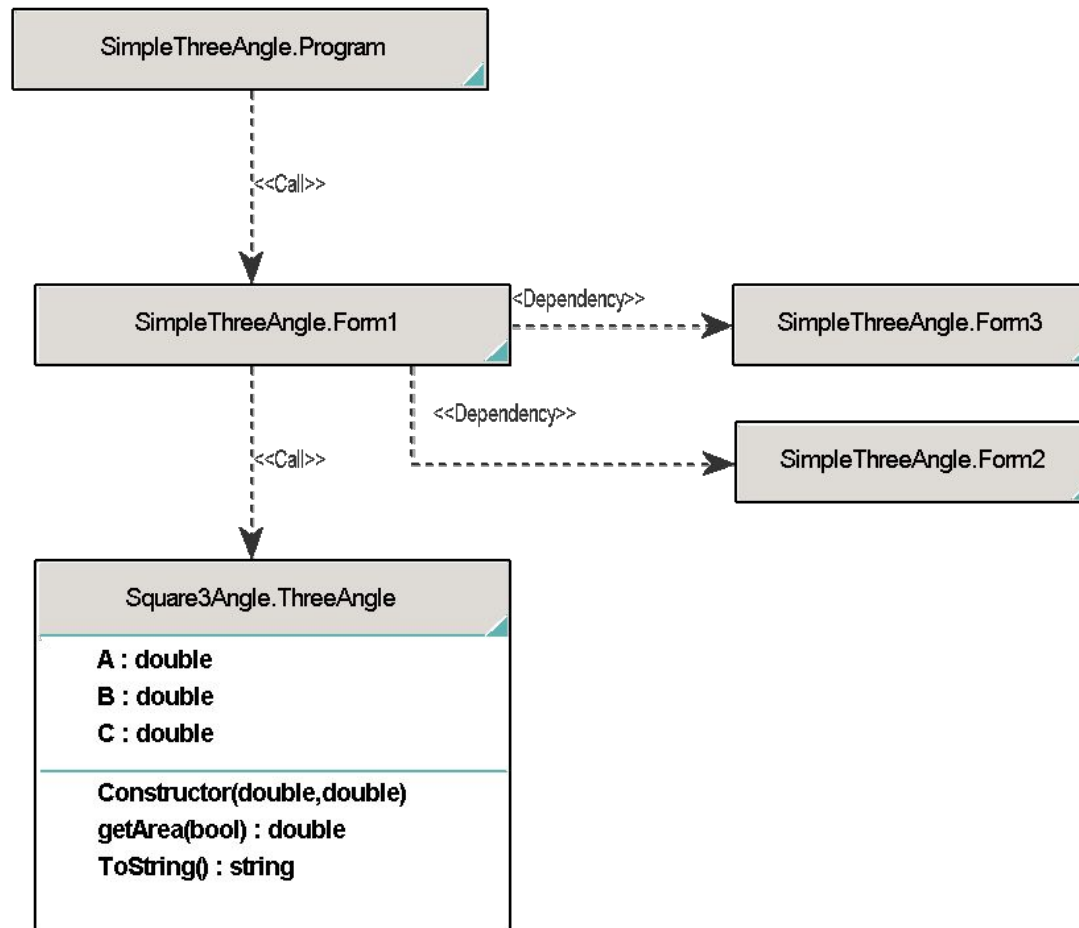 SimpleThreeAngle.Program
<<Call>>
SimpleThreeAngle.Form1
<Dependency>>
SimpleThreeAngle.Form3
<<Dependency>>
SimpleThreeAngle.Form2
<<Call>>
Square3Angle.ThreeAngle
A : double
B : double
C : double
Constructor(double,double)
getArea(bool) : double
ToString() : string